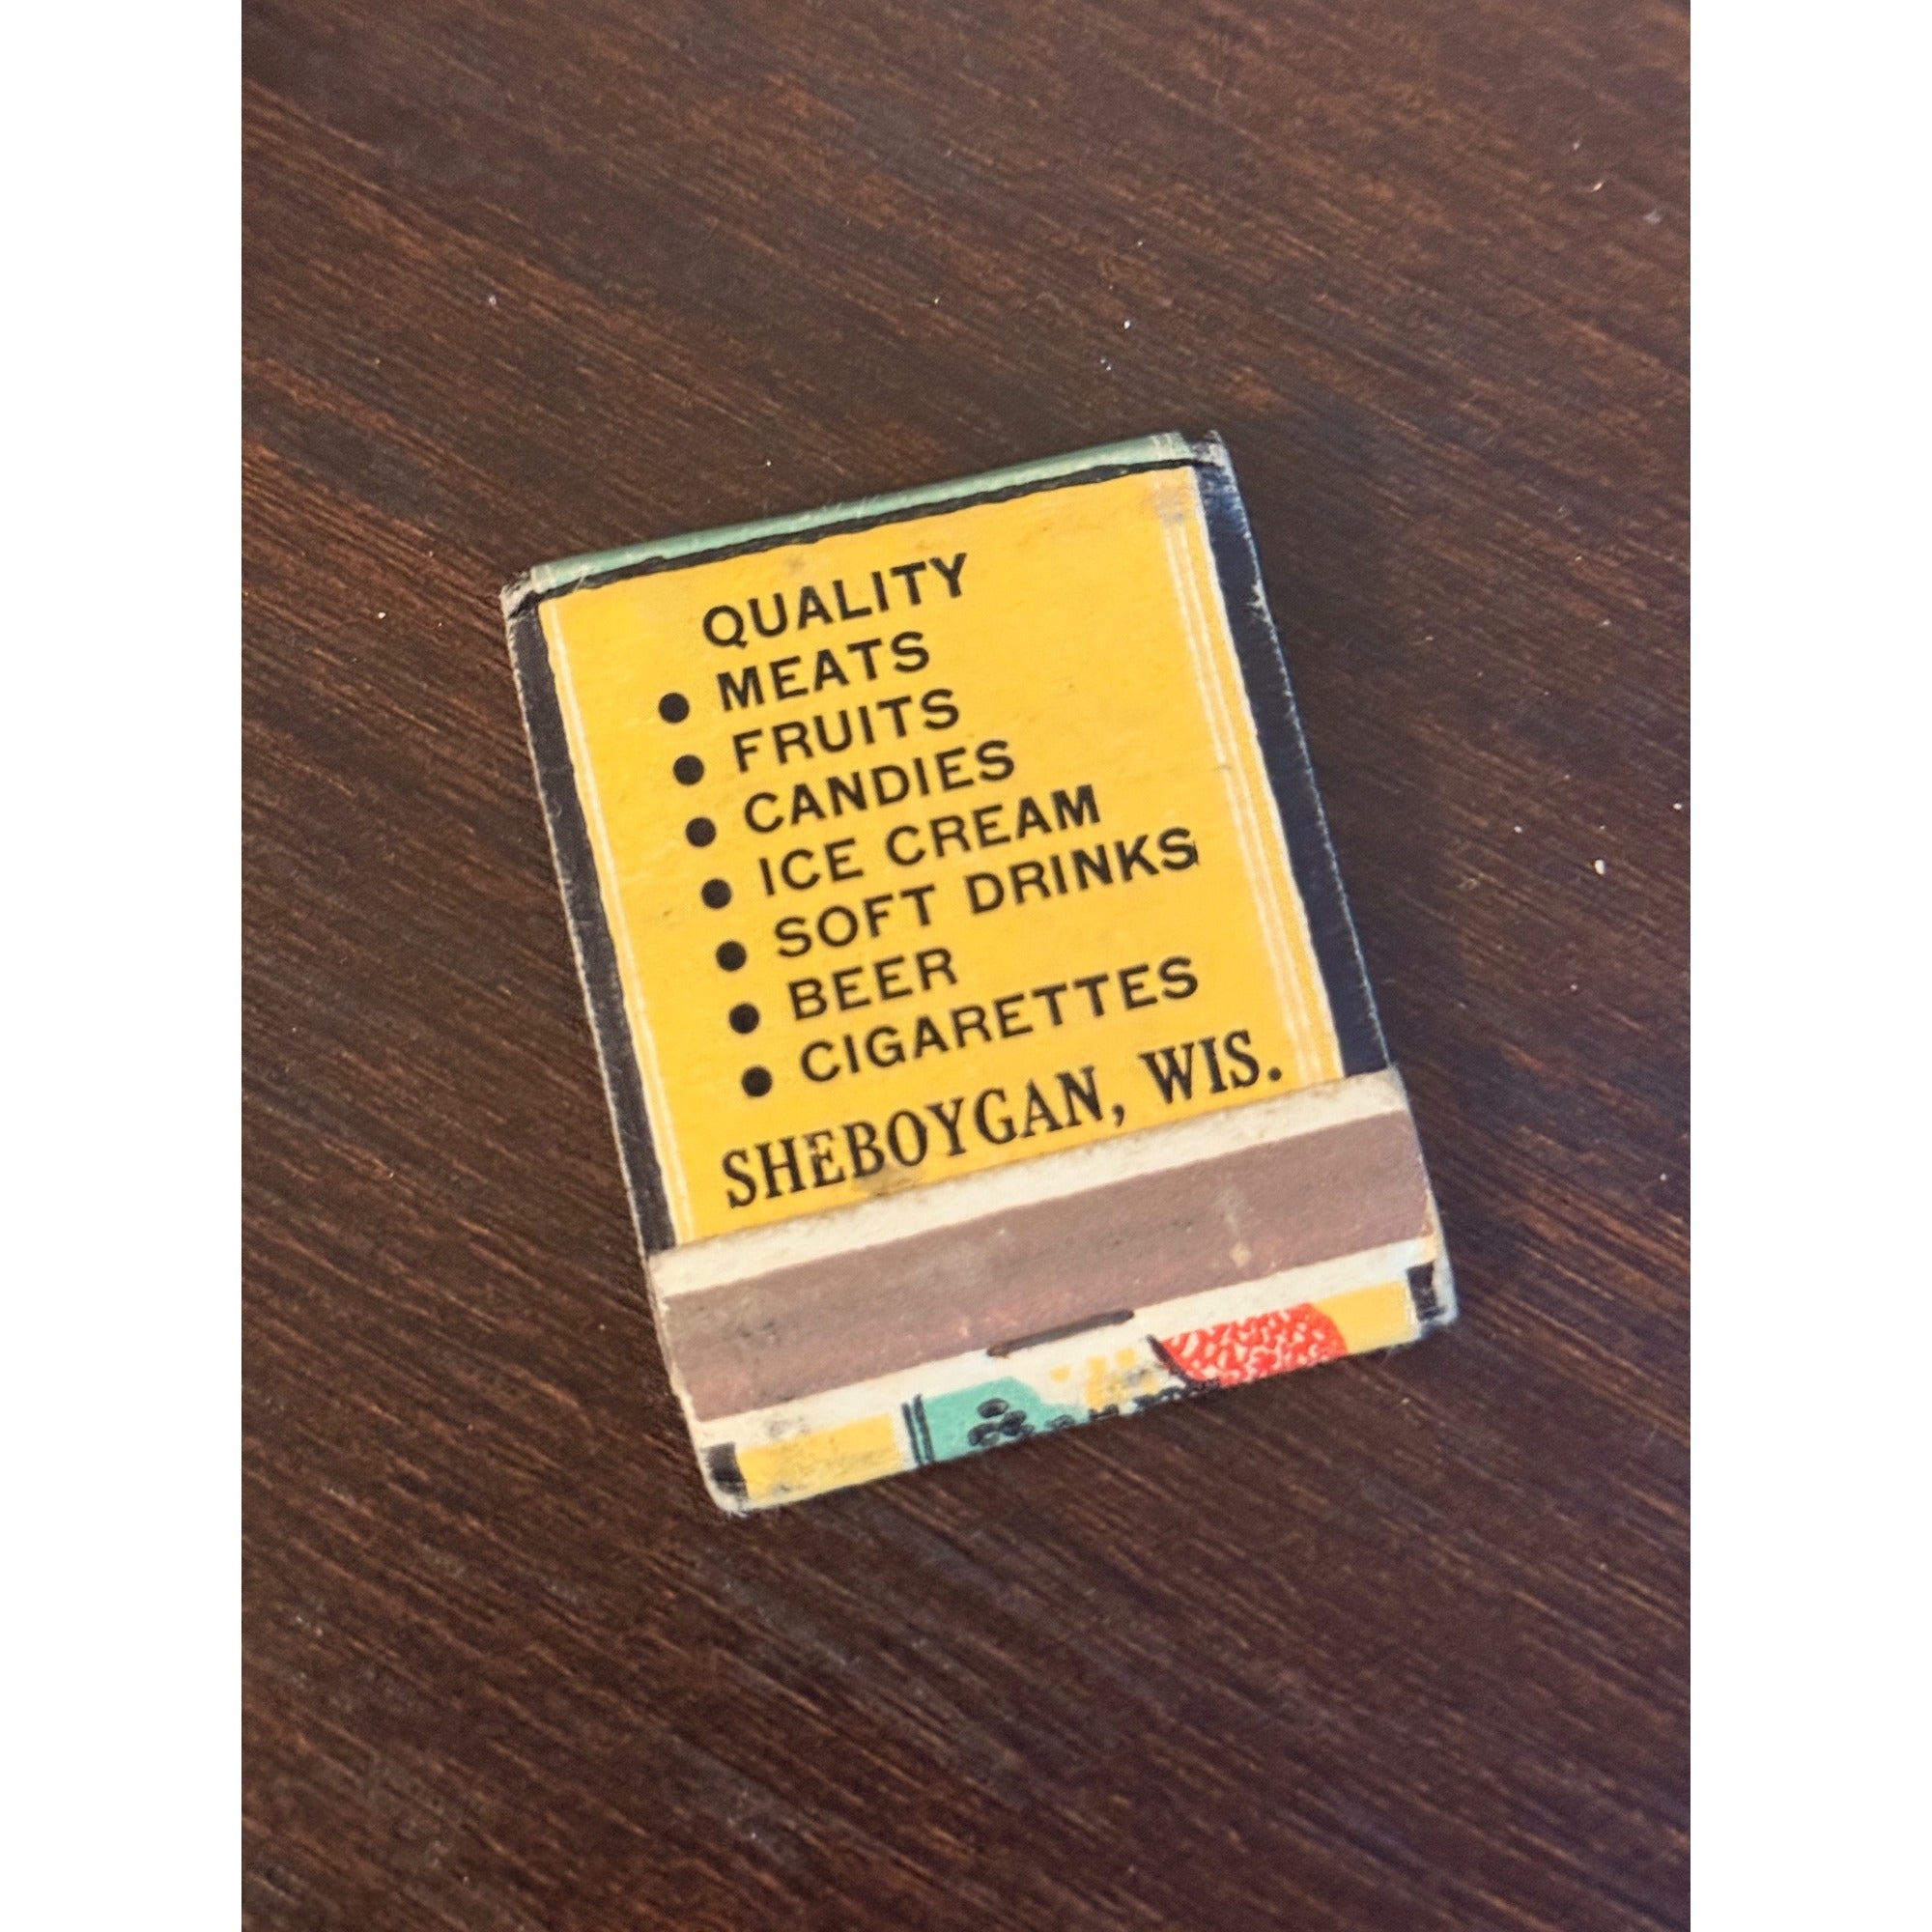 QUALITY
• MEATS
• FRUITS
• CANDIES
• ICE CREAM
• SOFT DRINKS
• BEER
• CIGARETTES
SHEBOYGAN, WIS.